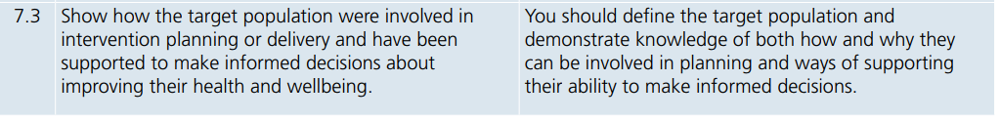 7.3 Show how the target population were involved in
intervention planning or delivery and have been
supported to make informed decisions about
improving their health and wellbeing.
You should define the target population and
demonstrate knowledge of both how and why they
can be involved in planning and ways of supporting
their ability to make informed decisions.